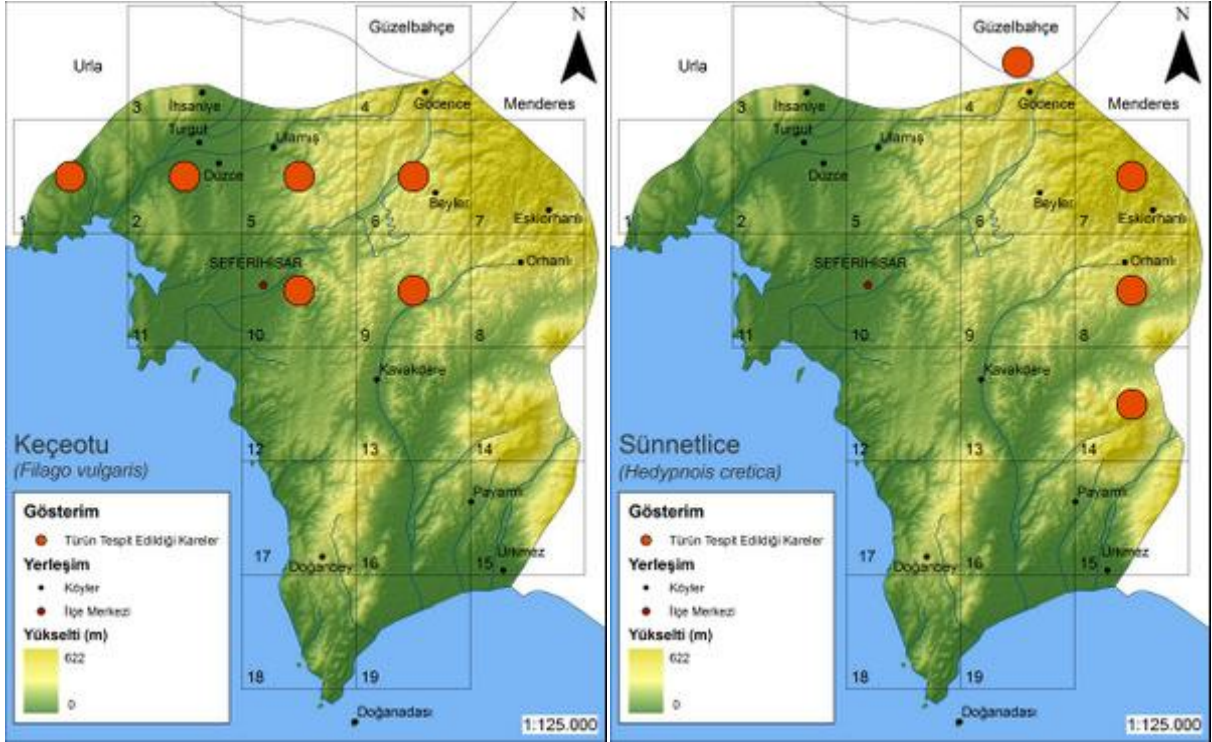 Güzelbahçe
N
Urla
Menderes
3
4
İhsaniye
Gödence
Turgut
Ulamış
Düzce
Beyler
Eskiorhanlı
1
2
5
6
7
SEFERİHİSAR
Orhanlı
11
10
9
8
Kavakdere
Keçeotu
(Filago vulgaris)
12
13
14
Payamlı
Gösterim
Türün Tespit Edildiği Kareler
Yerleşim
Köyler
İlçe Merkezi
Yükselti (m)
622
0
17
Doğanbey
16
15
Ürkmez
18
19
Doğanadası
1:125.000
Güzelbahçe
N
Urla
Menderes
3
4
İhsaniye
Gödence
Turgut
Ulamış
Düzce
Beyler
Eskiorhanlı
1
2
5
6
7
SEFERİHİSAR
Orhanlı
11
10
9
8
Kavakdere
Sünnetlice
(Hedypnois cretica)
12
13
14
Payamlı
Gösterim
Türün Tespit Edildiği Kareler
Yerleşim
Köyler
İlçe Merkezi
Yükselti (m)
622
0
17
Doğanbey
16
15
Ürkmez
18
19
Doğanadası
1:125.000